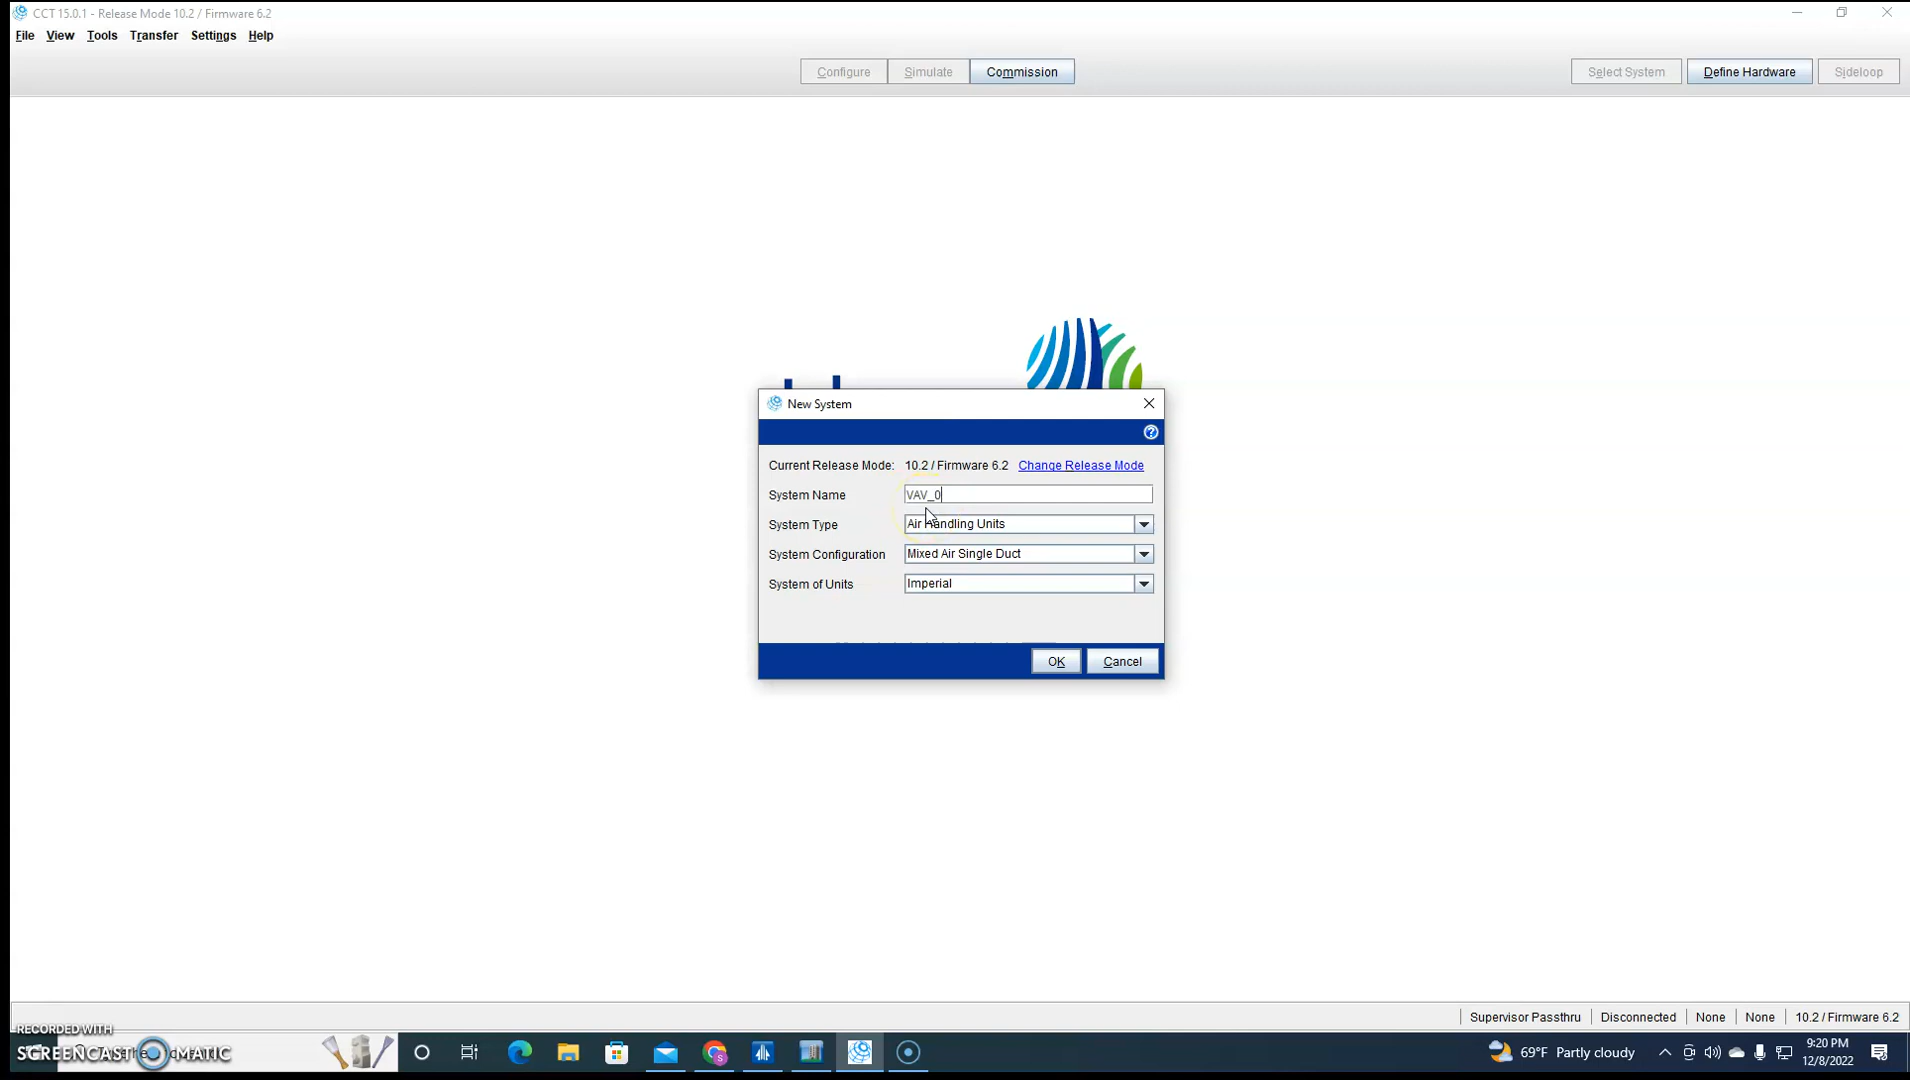 CCT 15.0.1 - Release Mode 10.2 / Firmware 6.2
File View Tools Transfer Settings Help
Configure Simulate Commission Select System Define Hardware Sideloop
New System
Current Release Mode: 10.2 / Firmware 6.2 Change Release Mode
System Name VAV_0
System Type Air Handling Units
System Configuration Mixed Air Single Duct
System of Units Imperial
OK Cancel
Supervisor Passthru Disconnected None None 10.2 / Firmware 6.2
RECORDED WITH
SCREENCAST MATIC
69°F Partly cloudy
9:20 PM
12/8/2022